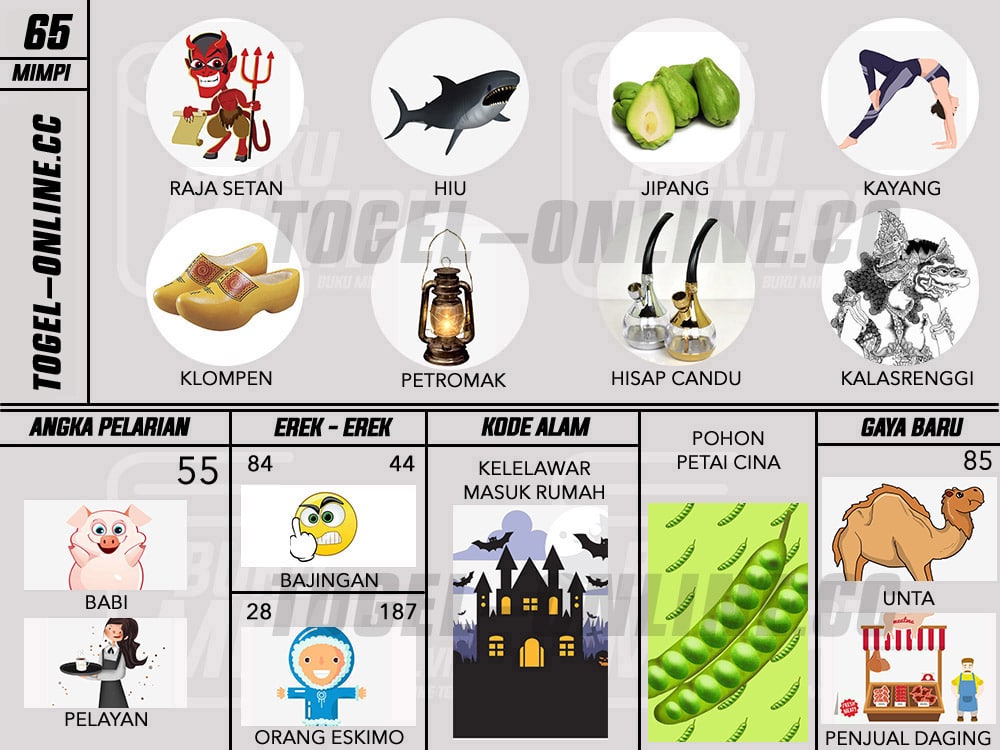 65
MIMPI
TOGEL-ONLINE.CC
RAJA SETAN
HIU
JIPANG
KAYANG
TOGEL-ONLINE.CC
KLOMPEN
PETROMAK
HISAP CANDU
KALASRENGGI
ANGKA PELARIAN
55
BABI
PELAYAN
EREK - EREK
84 44
BAJINGAN
28 187
ORANG ESKIMO
KODE ALAM
KELELAWAR
MASUK RUMAH
POHON
PETAI CINA
GAYA BARU
85
UNTA
TOGEL-ONLINE.CC
FRESH
MEATS
PENJUAL DAGING